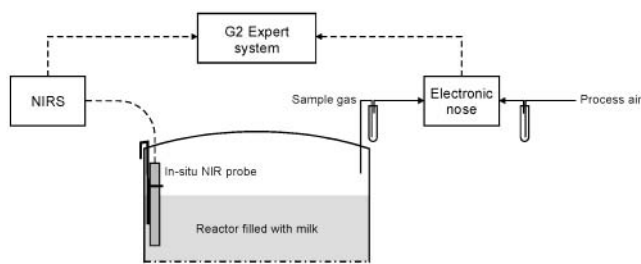 G2 Expert
system
NIRS
Sample gas
Electronic
nose
Process air
In-situ NIR probe
Reactor filled with milk